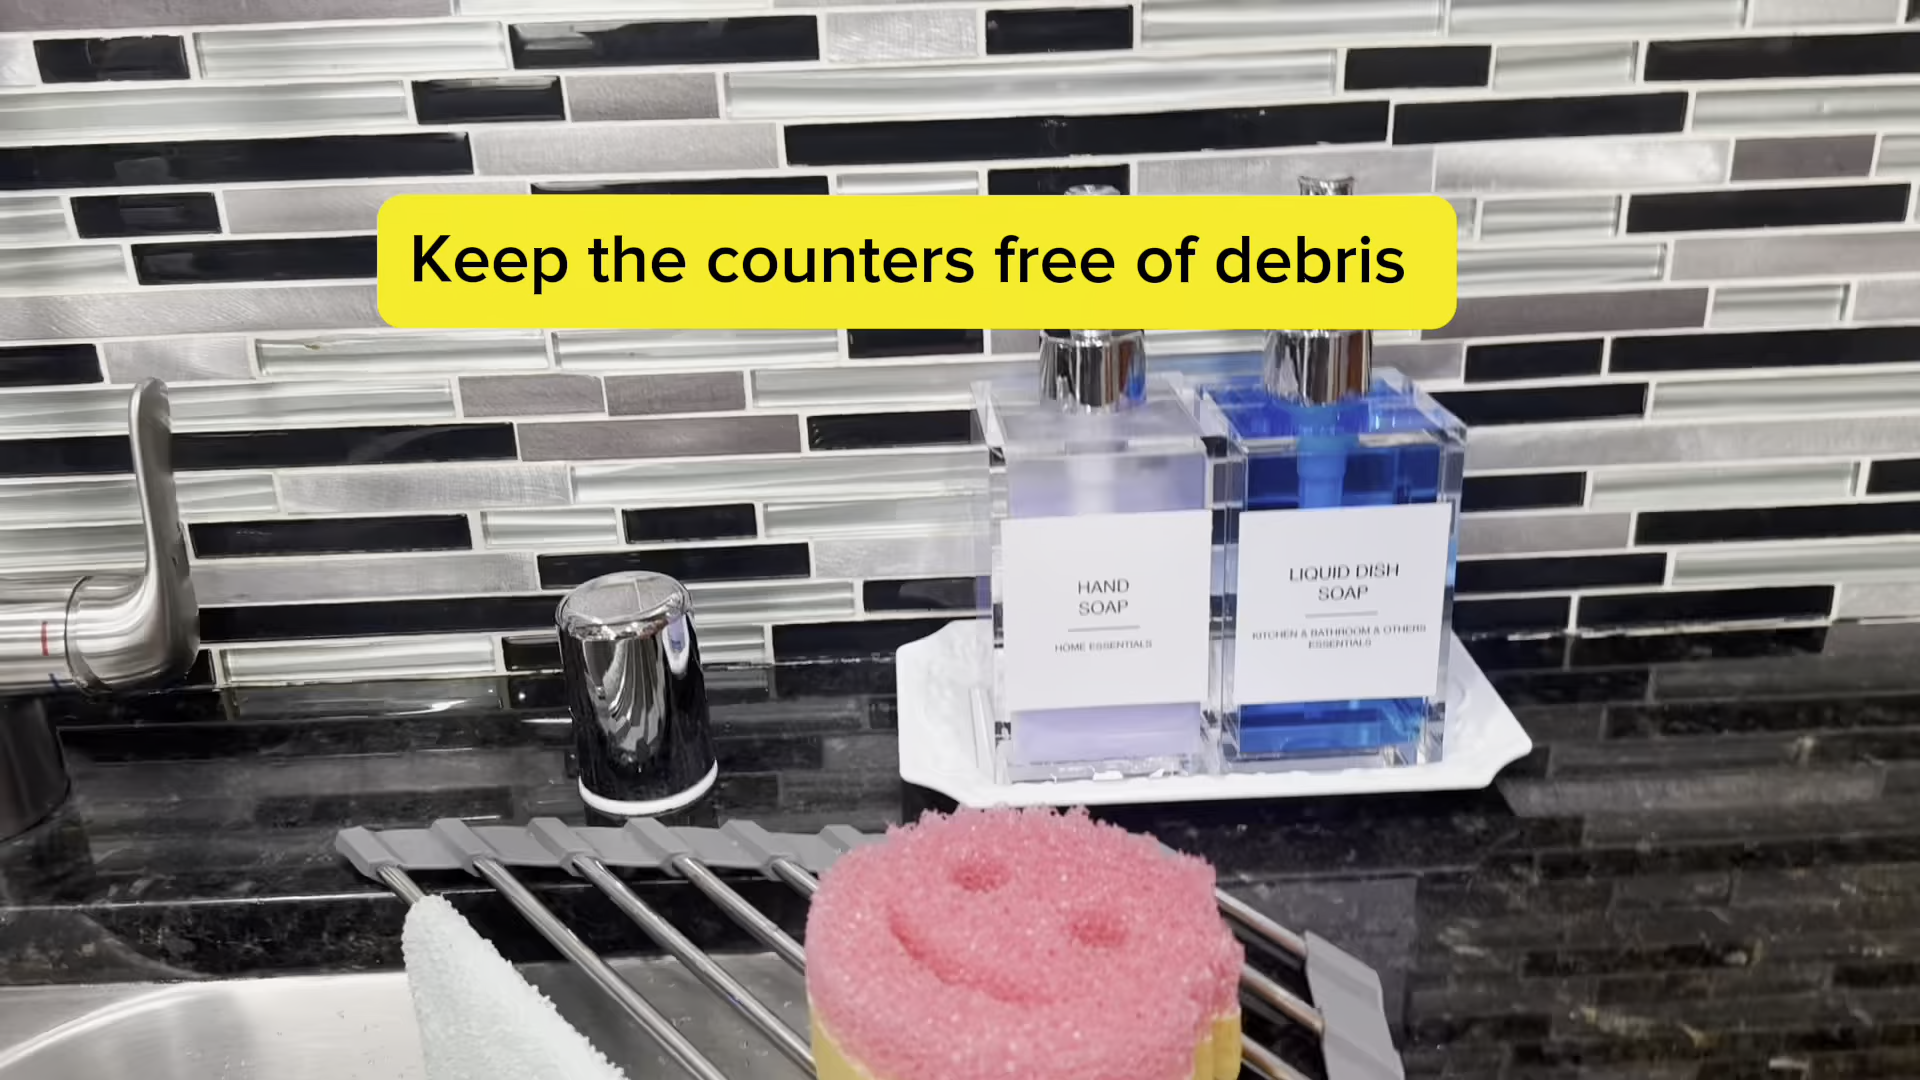 Keep the counters free of debris
HAND
SOAP
HOME ESSENTIALS
LIQUID DISH
SOAP
KITCHEN & BATHROOM & OTHERS
ESSENTIALS